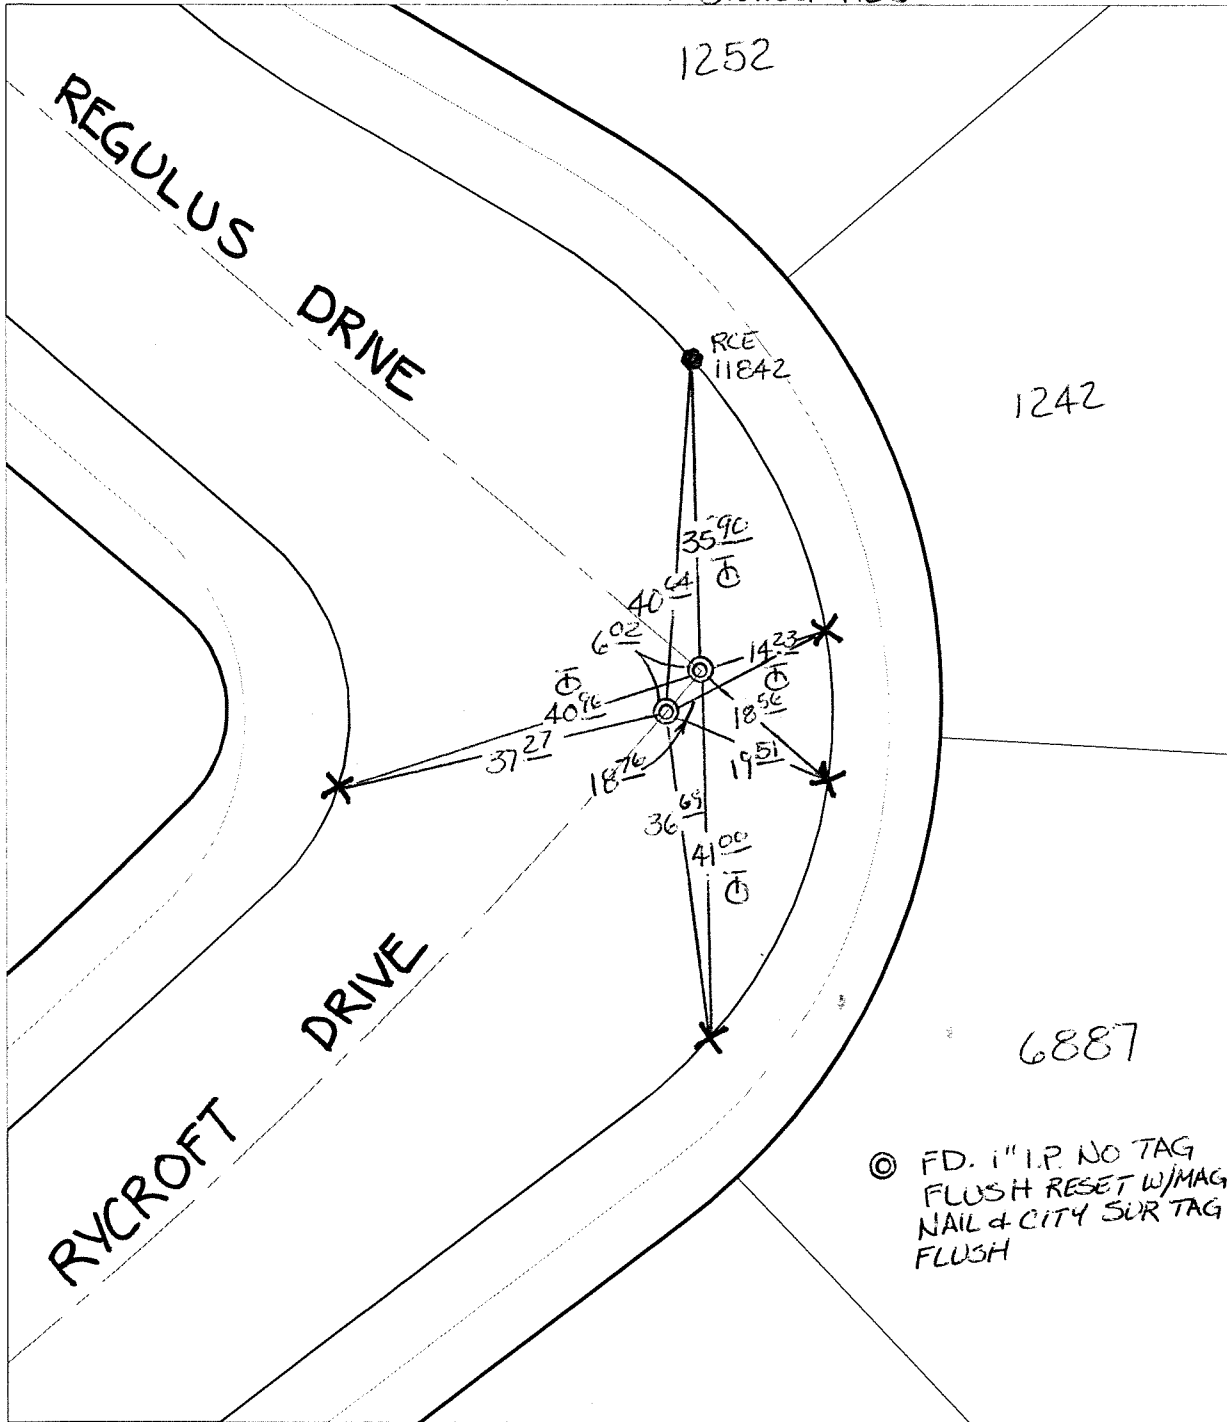 1252
REGULUS DRIVE
RCE
11842
1242
35 90
40 64
6 02
14 23
40 96
18 56
37 27
19 51
18 76
36 69
41 00
RYCROFT DRIVE
6887
FD. 1" I.P. NO TAG
FLUSH RESET W/MAG
NAIL & CITY SUR TAG
FLUSH